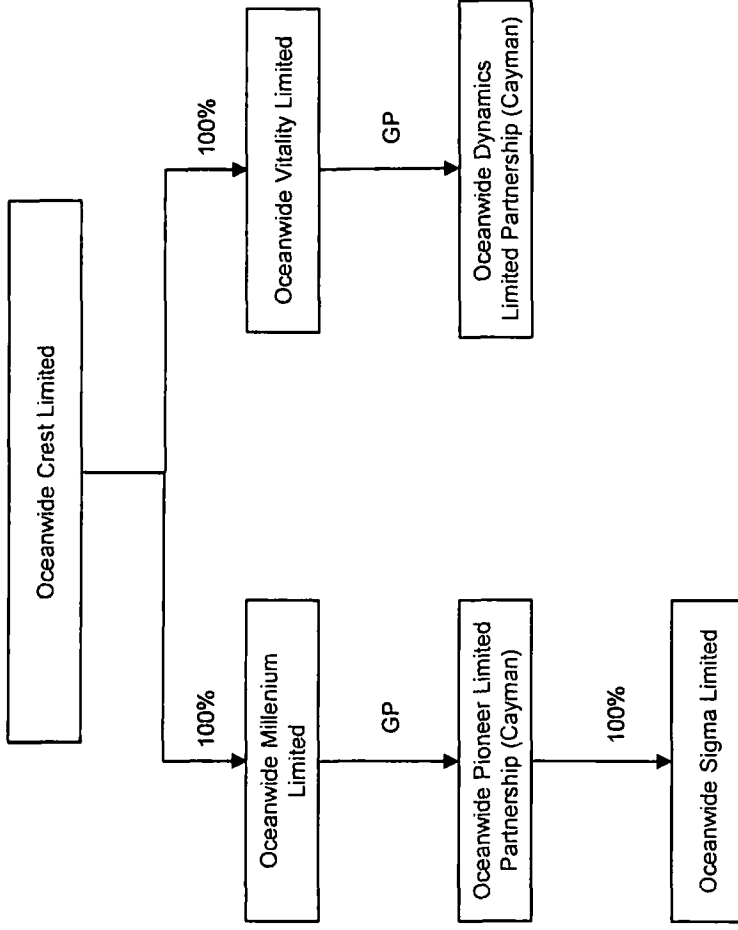 Oceanwide Crest Limited
100%
100%
Oceanwide Millenium
Limited
Oceanwide Vitality Limited
GP
GP
Oceanwide Pioneer Limited
Partnership (Cayman)
Oceanwide Dynamics
Limited Partnership (Cayman)
100%
Oceanwide Sigma Limited